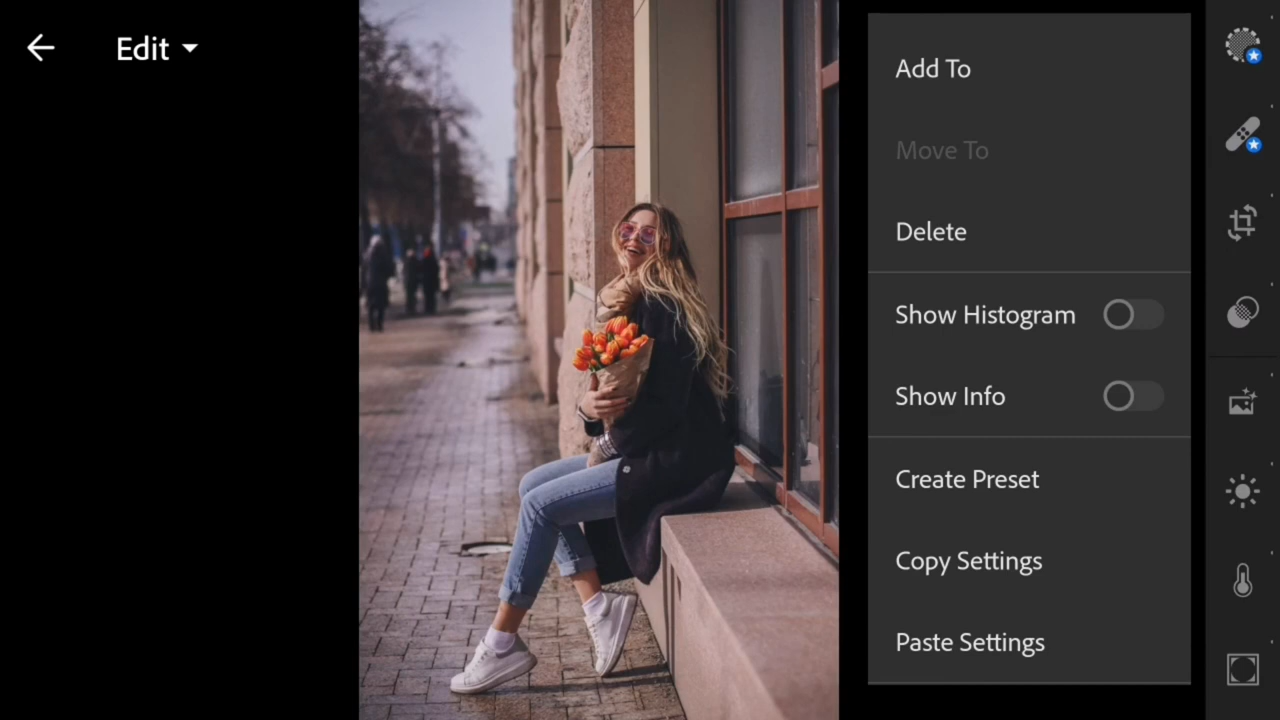 Edit
Add To
Move To
Delete
Show Histogram
Show Info
Create Preset
Copy Settings
Paste Settings